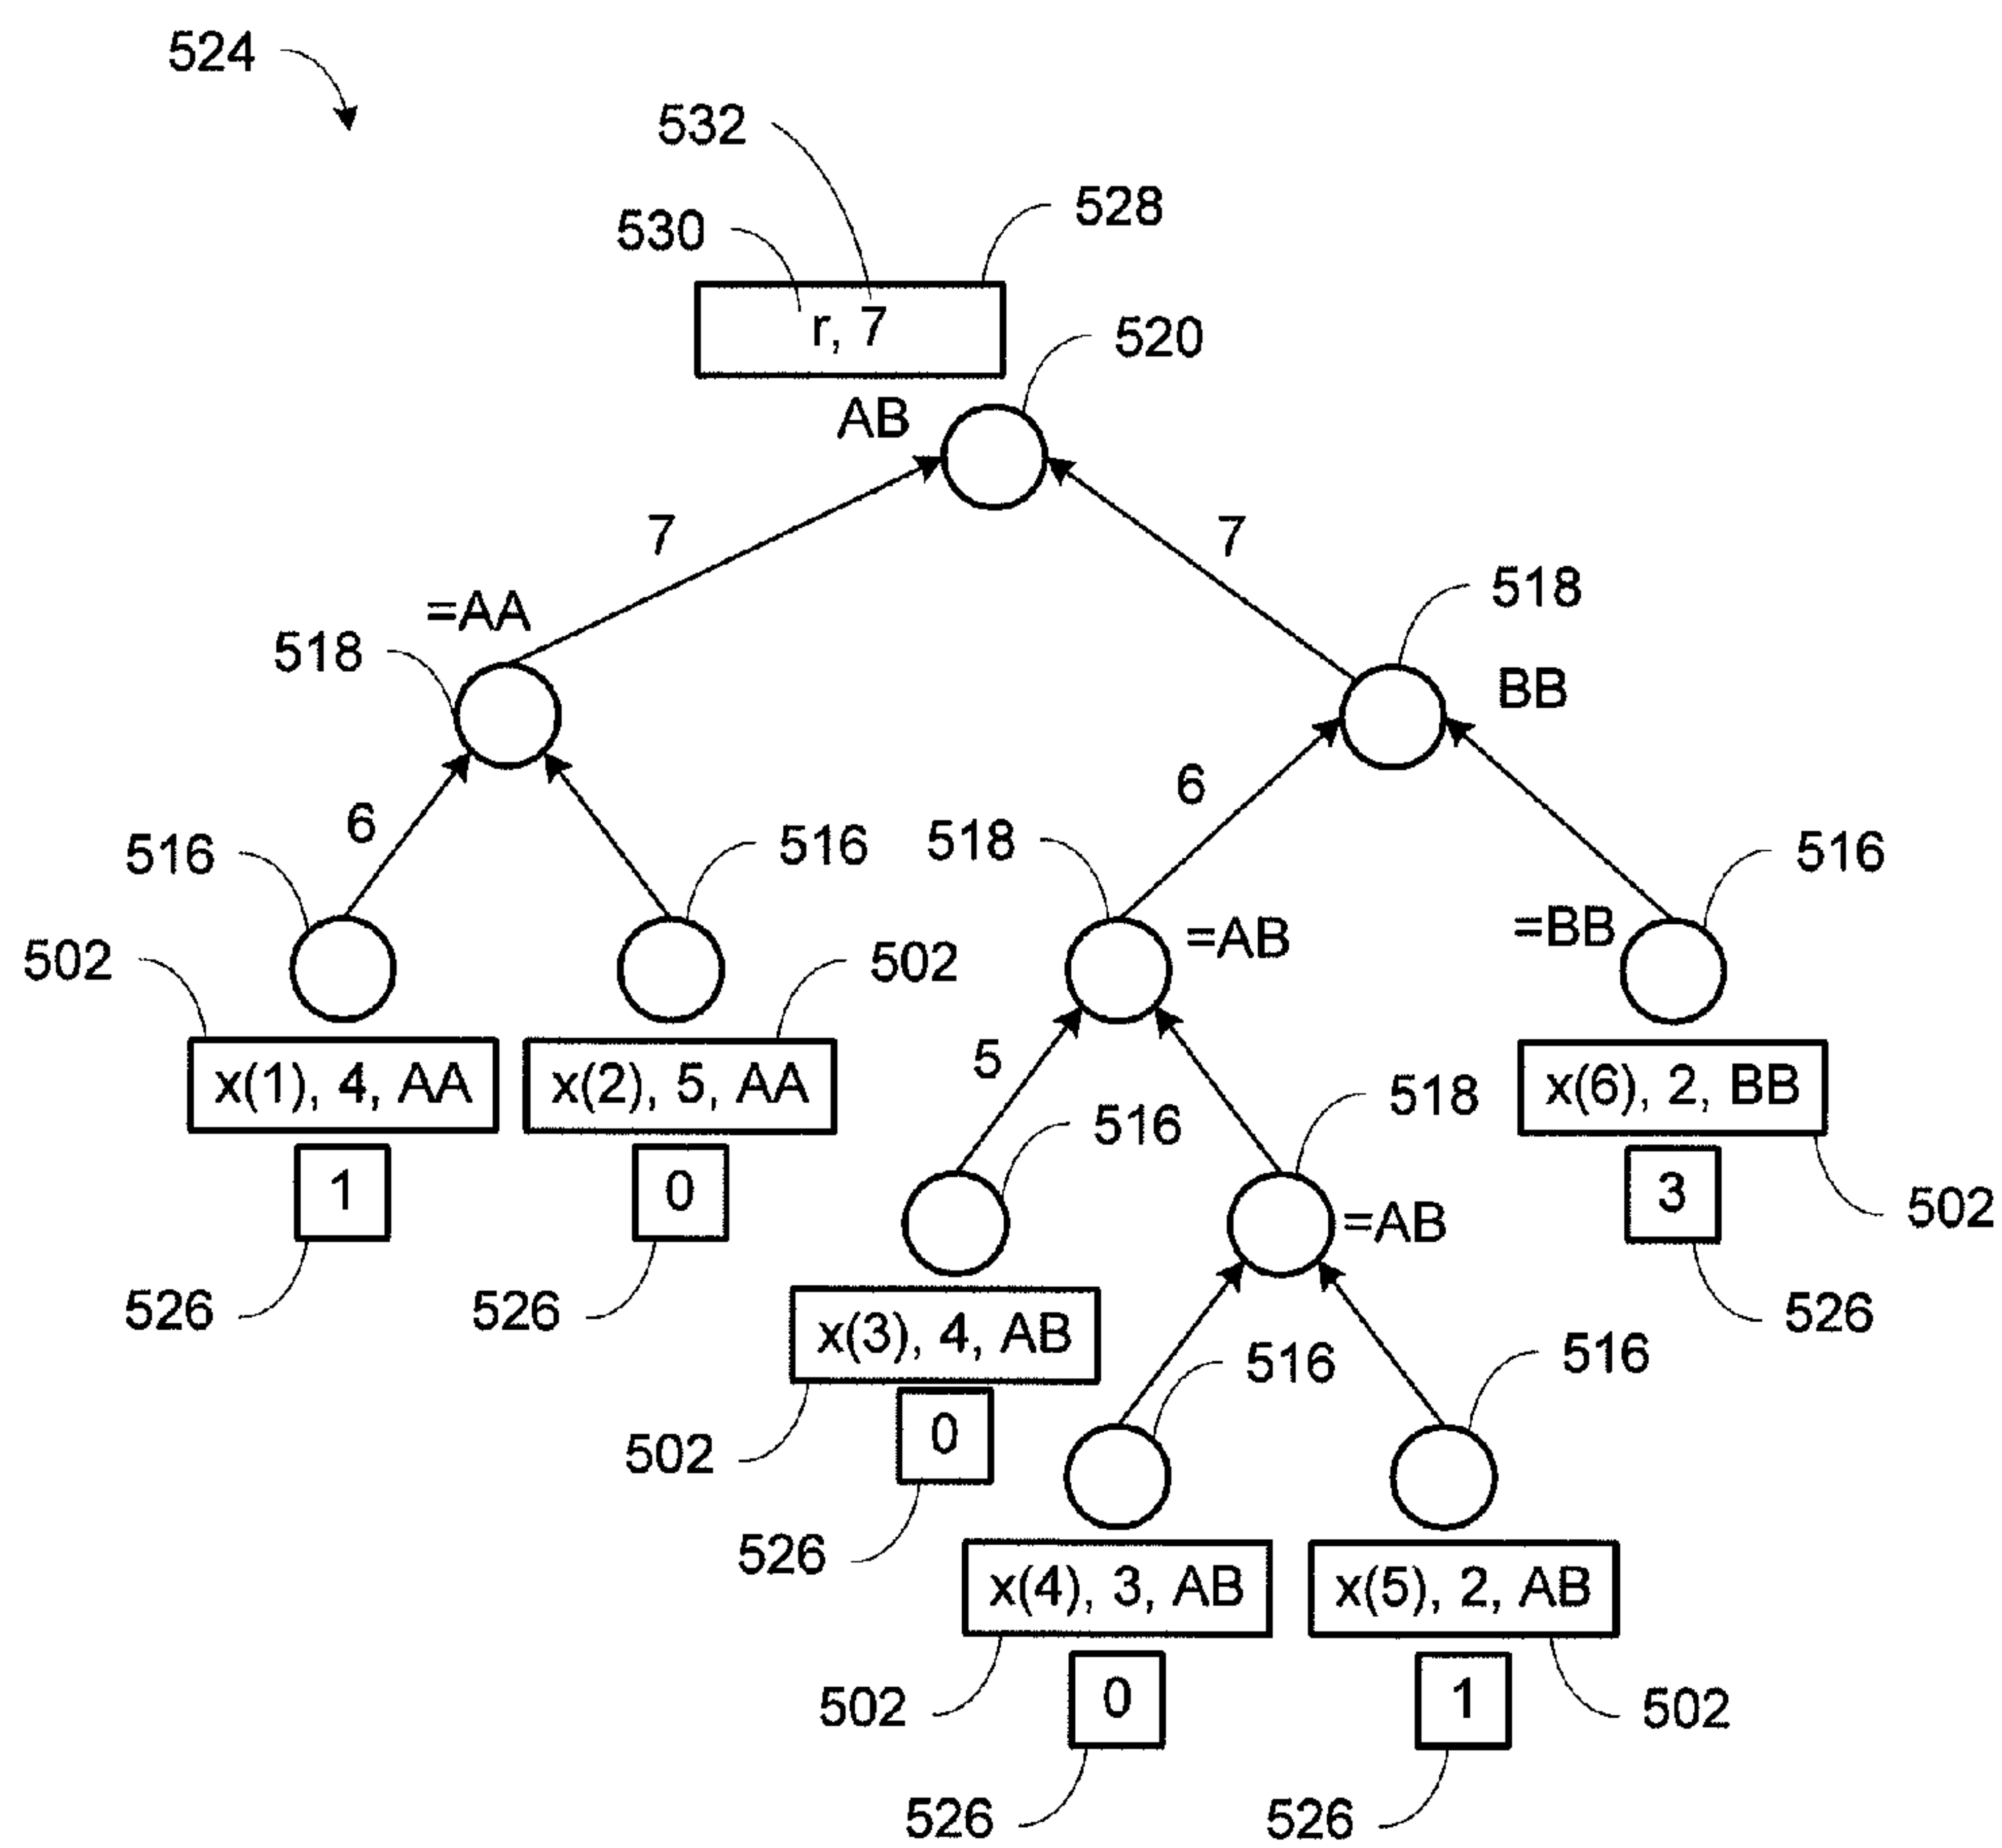 524
532
530
528
r, 7
520
AB
7
7
=AA
518
518
BB
6
6
516
516
518
516
=AB
=BB
502
502
x(1), 4, AA
x(2), 5, AA
5
518
x(6), 2, BB
516
1
0
3
502
=AB
526
526
526
x(3), 4, AB
516
516
0
502
526
x(4), 3, AB
x(5), 2, AB
0
1
502
502
526
526